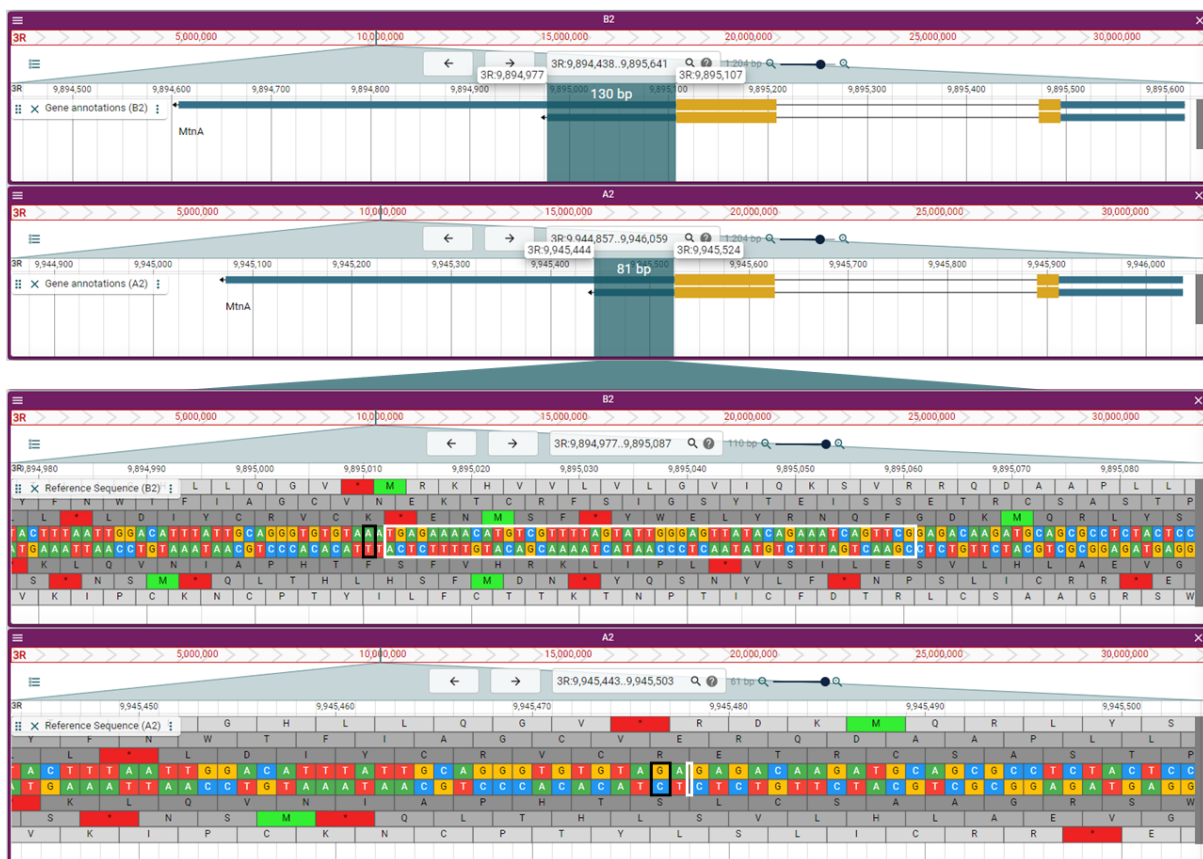 B2
3R 5,000,000 10,000,000 15,000,000 20,000,000 25,000,000 30,000,000
3R:9,894,438..9,895,641 1,204 bp
3R:9,894,977 3R:9,895,107
3R 9,894,500 9,894,600 9,894,700 9,894,800 9,894,900 9,895,000 9,895,100 9,895,200 9,895,300 9,895,400 9,895,500 9,895,600
130 bp
Gene annotations (B2)
MtnA
A2
3R 5,000,000 10,000,000 15,000,000 20,000,000 25,000,000 30,000,000
3R:9,944,857..9,946,059 1,204 bp
3R:9,945,444 3R:9,945,524
3R 9,944,900 9,945,000 9,945,100 9,945,200 9,945,300 9,945,400 9,945,500 9,945,600 9,945,700 9,945,800 9,945,900 9,946,000
81 bp
Gene annotations (A2)
MtnA
B2
3R 5,000,000 10,000,000 15,000,000 20,000,000 25,000,000 30,000,000
3R:9,894,977..9,895,087 110 bp
3R 9,894,980 9,894,990 9,895,000 9,895,010 9,895,020 9,895,030 9,895,040 9,895,050 9,895,060 9,895,070 9,895,080
Reference Sequence (B2) L L Q G V * M R K H V V L V L G V I Q K S V R R Q D A A P L L
Y F N W T F I A G C V N E K T C R F S I G S Y T E I S S E T R C S A S T P
L * L D I Y C R V C K * E N M S F * Y W E L Y R N Q F G D K M Q R L Y S
TACTTTAATTGGACATTTATTGCAGGGTGTGTAAATGAGAAAACATGTCGTTTTAGTATTGGGAGTTATACAGAAATCAGTTCGGAGACAAGATGCAGCGCCTCTACTCC
ATGAAATTAACCTGTAAATAACGTCCCACACATTTACTCTTTTGTACAGCAAAATCATAACCCTCAATATGTCTTTAGTCAAGCCTCTGTTCTACGTCGCGGAGATGAGG
* K L Q V N I A P H T F S F V H R K L I P L * V S I L E S V L H L A E V G
S * N S M * Q L T H L H S F M D N * Y Q S N Y L F * N P S L I C R R * E
V K I P C K N C P T Y I L F C T T K T N P T I C F D T R L C S A A G R S W
A2
3R 5,000,000 10,000,000 15,000,000 20,000,000 25,000,000 30,000,000
3R:9,945,443..9,945,503 61 bp
3R 9,945,450 9,945,460 9,945,470 9,945,480 9,945,490 9,945,500
Reference Sequence (A2) G H L L Q G V * R D K M Q R L Y S
Y F N W T F I A G C V E R Q D A A P L L
L * L D I Y C R V C R E T R C S A S T P
TACTTTAATTGGACATTTATTGCAGGGTGTGTAGAGAGACAAGATGCAGCGCCTCTACTCC
ATGAAATTAACCTGTAAATAACGTCCCACACATCTCTCTGTTCTACGTCGCGGAGATGAGG
K L Q V N I A P H T S L C S A A G R S W
S * N S M * Q L T H L S V L H L A E V G
V K I P C K N C P T Y L S L I C R R * E